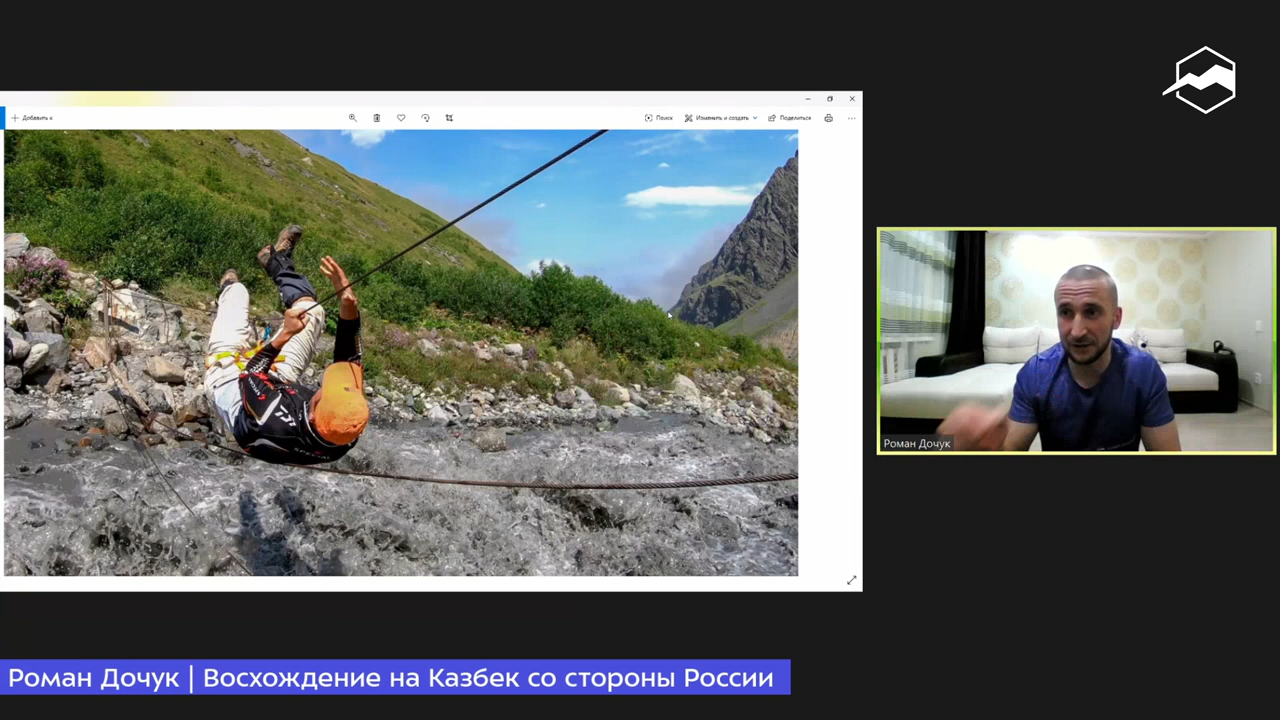 Добавить к
Поиск
Изменить и создать
Поделиться
Роман Дочук
Роман Дочук | Восхождение на Казбек со стороны России